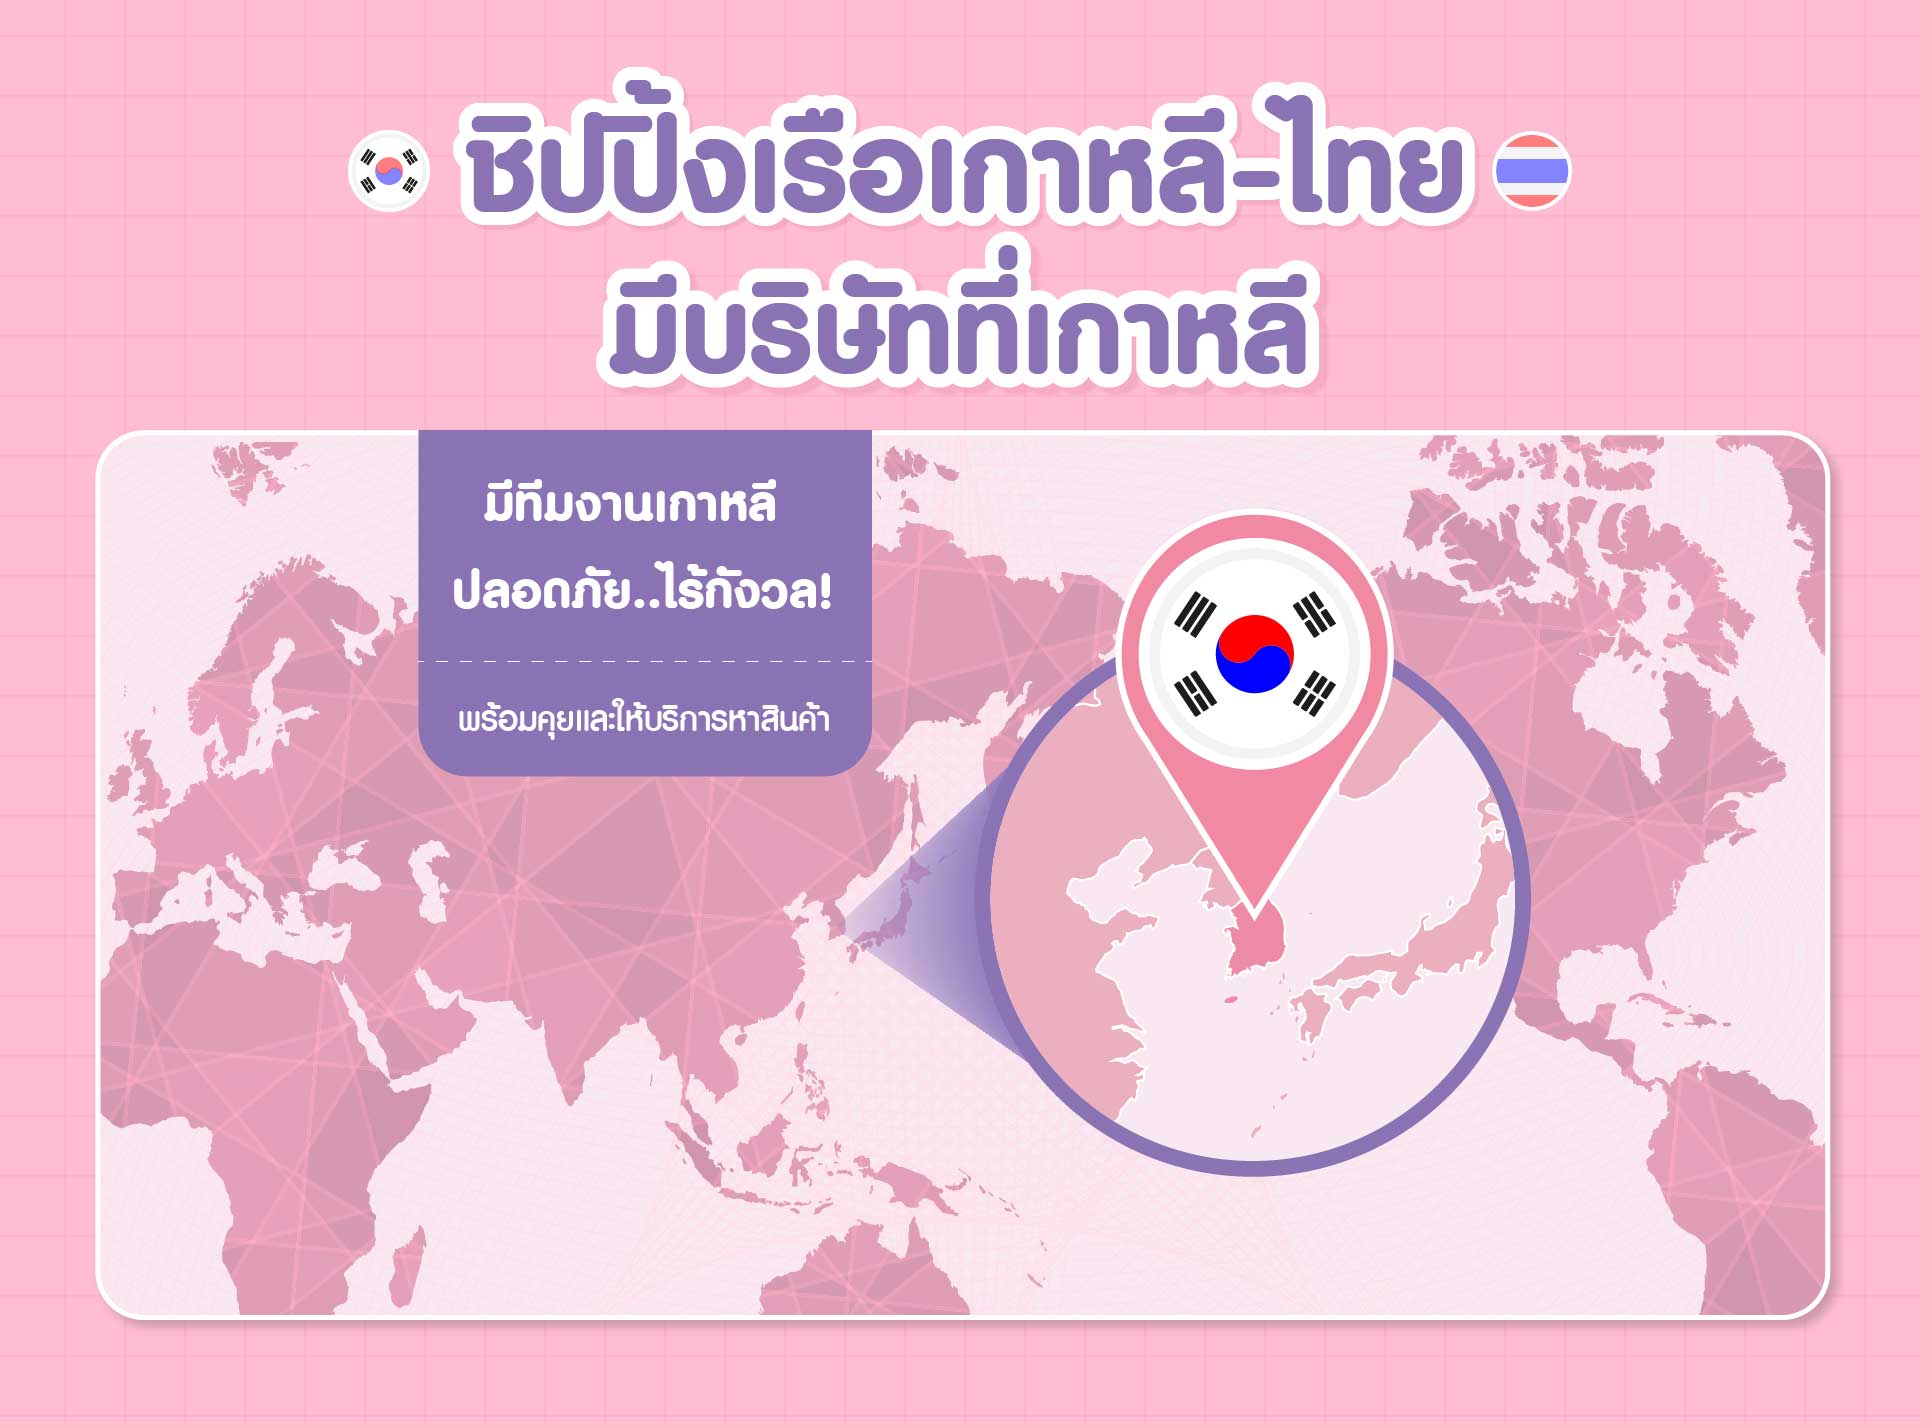 ชิปปิ้งเรือเกาหลี-ไทย
มีบริษัทที่เกาหลี
มีทีมงานเกาหลี
ปลอดภัย..ไร้กังวล!
พร้อมคุยและให้บริการหาสินค้า